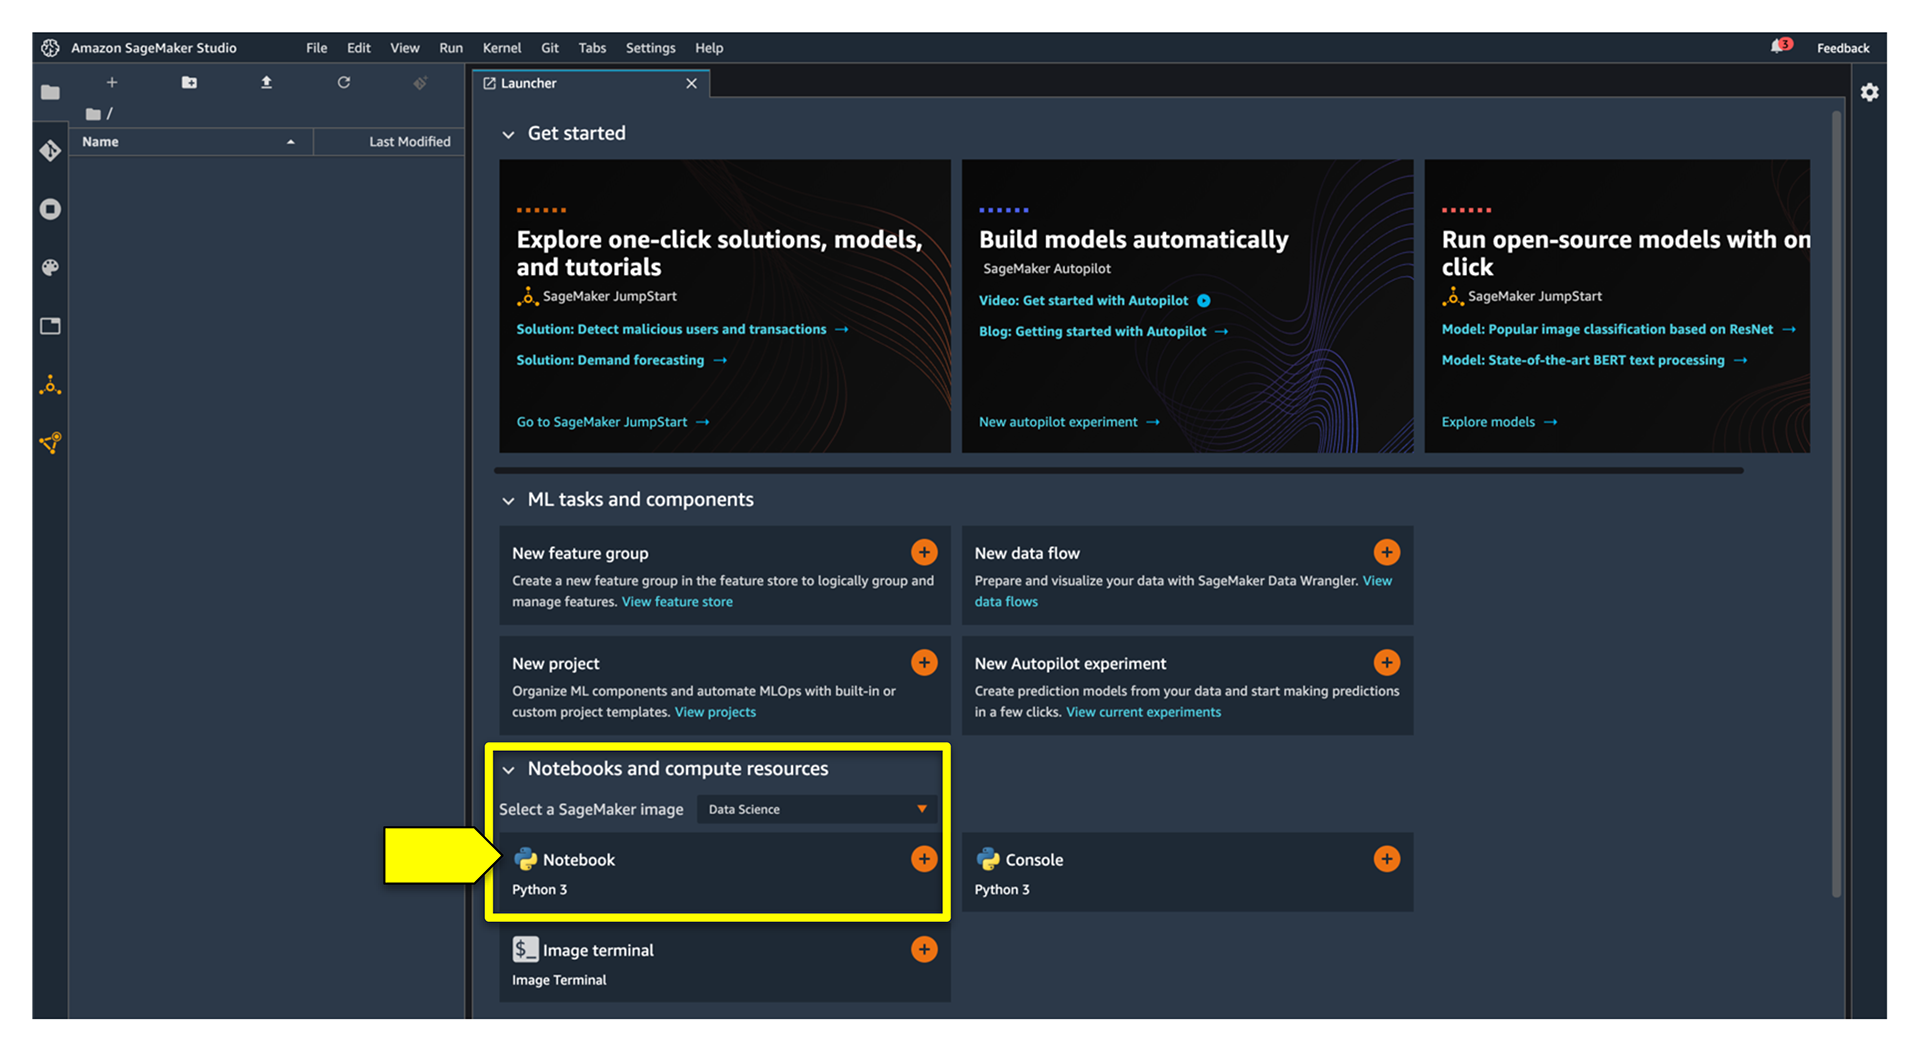 Amazon SageMaker Studio File Edit View Run Kernel Git Tabs Settings Help 3 Feedback
Launcher
/
Name Last Modified
Get started
Explore one-click solutions, models,
and tutorials
SageMaker JumpStart
Solution: Detect malicious users and transactions →
Solution: Demand forecasting →
Go to SageMaker JumpStart →
Build models automatically
SageMaker Autopilot
Video: Get started with Autopilot
Blog: Getting started with Autopilot →
New autopilot experiment →
Run open-source models with on
click
SageMaker JumpStart
Model: Popular image classification based on ResNet →
Model: State-of-the-art BERT text processing →
Explore models →
ML tasks and components
New feature group
Create a new feature group in the feature store to logically group and
manage features. View feature store
New data flow
Prepare and visualize your data with SageMaker Data Wrangler. View
data flows
New project
Organize ML components and automate MLOps with built-in or
custom project templates. View projects
New Autopilot experiment
Create prediction models from your data and start making predictions
in a few clicks. View current experiments
Notebooks and compute resources
Select a SageMaker image Data Science
Notebook
Python 3
Console
Python 3
$_ Image terminal
Image Terminal